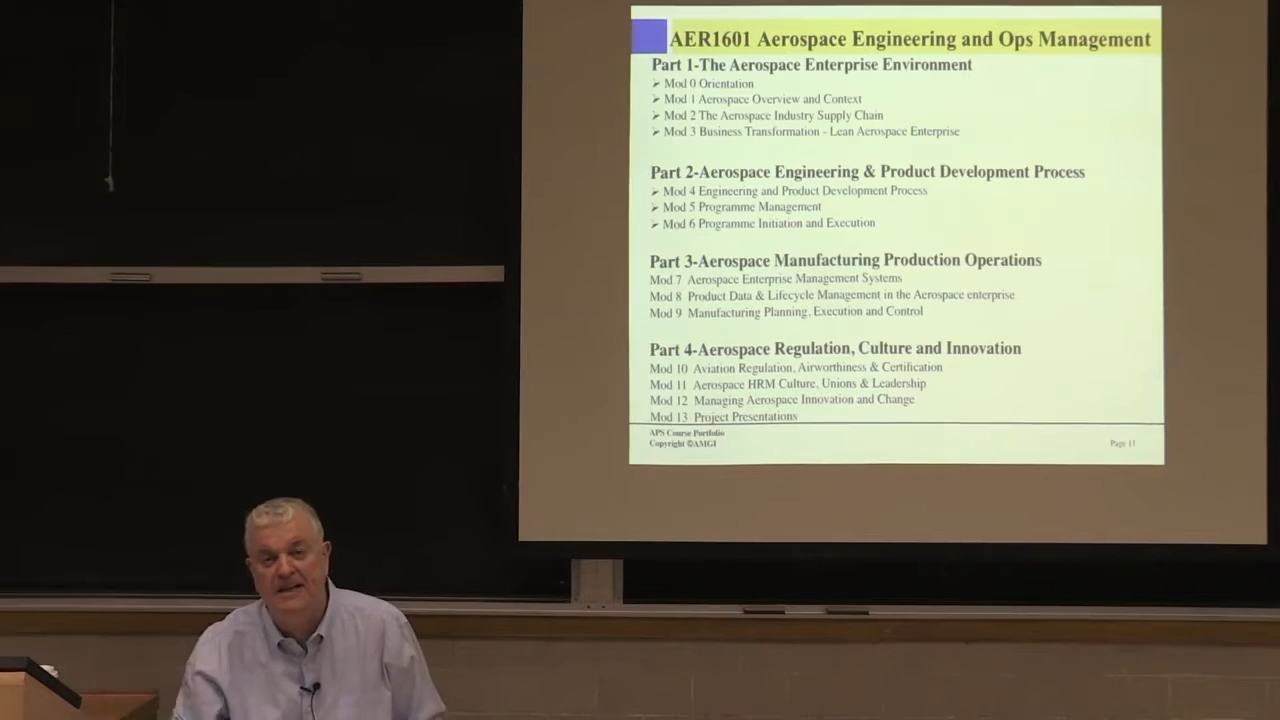 AER1601 Aerospace Engineering and Ops Management
Part 1-The Aerospace Enterprise Environment
Mod 0 Orientation
Mod 1 Aerospace Overview and Context
Mod 2 The Aerospace Industry Supply Chain
Mod 3 Business Transformation - Lean Aerospace Enterprise
Part 2-Aerospace Engineering & Product Development Process
Mod 4 Engineering and Product Development Process
Mod 5 Programme Management
Mod 6 Programme Initiation and Execution
Part 3-Aerospace Manufacturing Production Operations
Mod 7 Aerospace Enterprise Management Systems
Mod 8 Product Data & Lifecycle Management in the Aerospace enterprise
Mod 9 Manufacturing Planning, Execution and Control
Part 4-Aerospace Regulation, Culture and Innovation
Mod 10 Aviation Regulation, Airworthiness & Certification
Mod 11 Aerospace HRM Culture, Unions & Leadership
Mod 12 Managing Aerospace Innovation and Change
Mod 13 Project Presentations
APS Course Portfolio
Copyright ©AMGI
Page 11